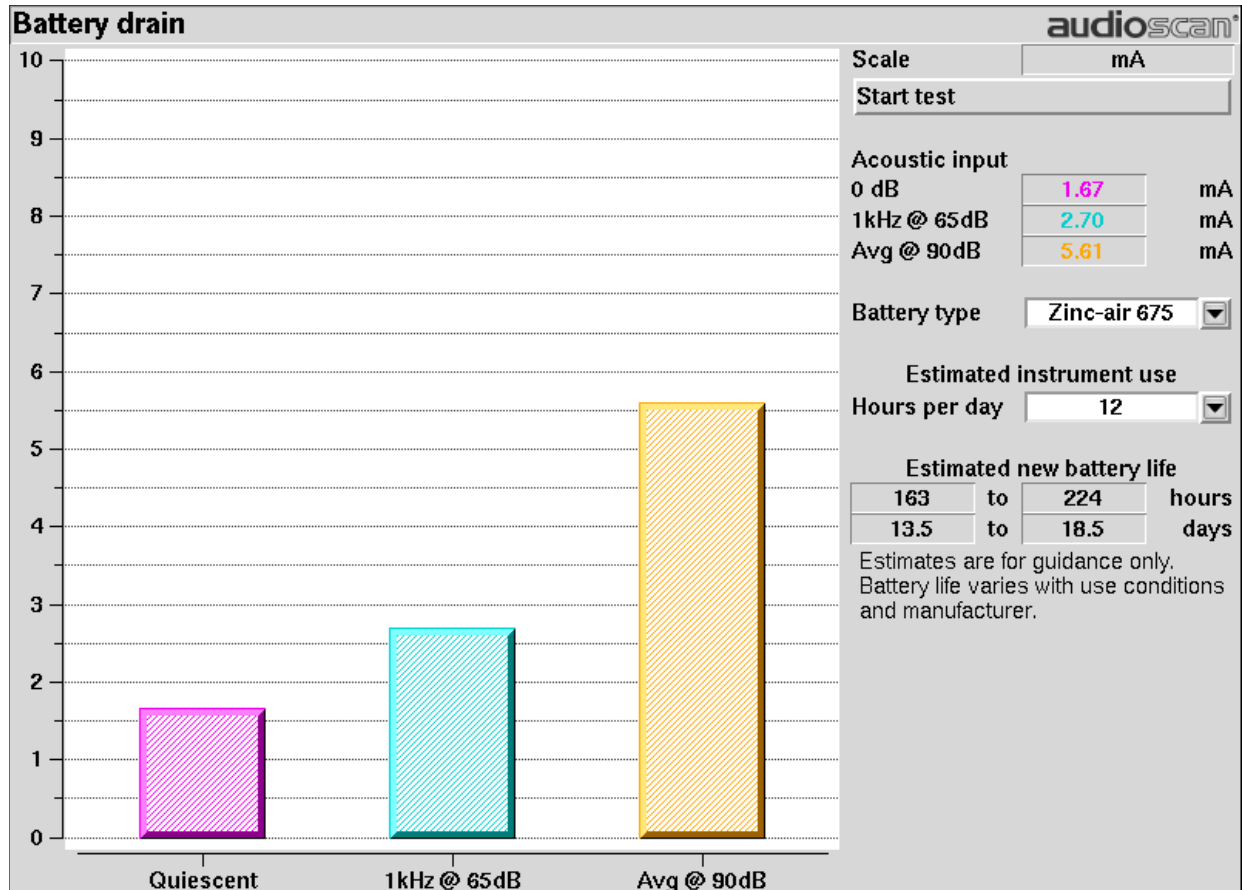 Battery drain
audioscan
10
9
8
7
6
5
4
3
2
1
0
Quiescent 1kHz @ 65dB Avg @ 90dB
Scale mA
Start test
Acoustic input
0 dB 1.67 mA
1kHz @ 65dB 2.70 mA
Avg @ 90dB 5.61 mA
Battery type Zinc-air 675
Estimated instrument use
Hours per day 12
Estimated new battery life
163 to 224 hours
13.5 to 18.5 days
Estimates are for guidance only.
Battery life varies with use conditions
and manufacturer.